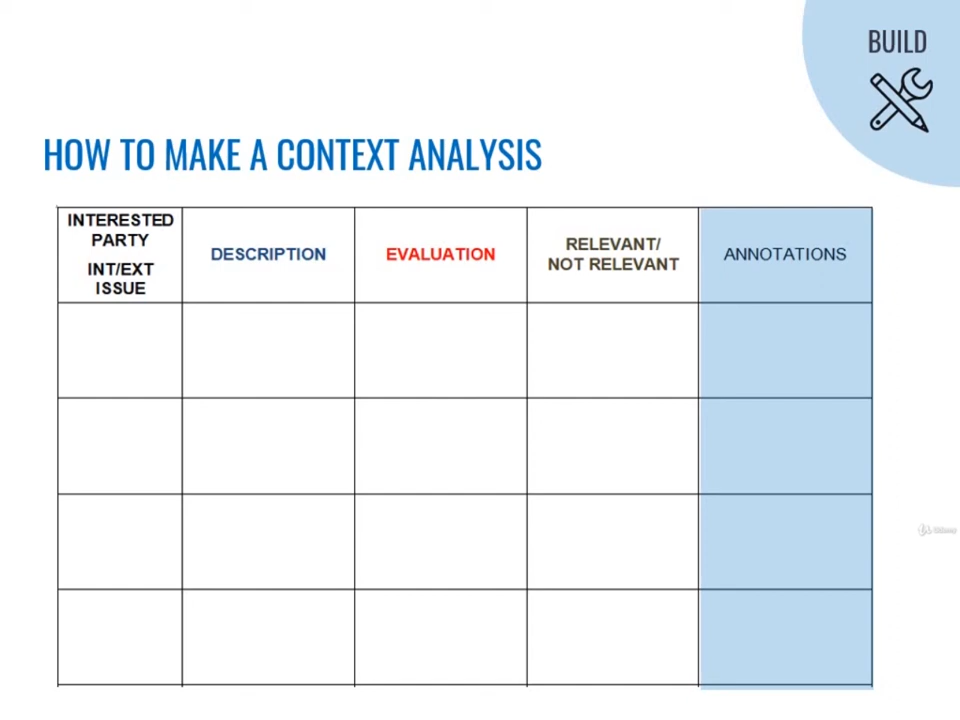 BUILD
HOW TO MAKE A CONTEXT ANALYSIS
INTERESTED
PARTY
INT/EXT
ISSUE
DESCRIPTION
EVALUATION
RELEVANT/
NOT RELEVANT
ANNOTATIONS